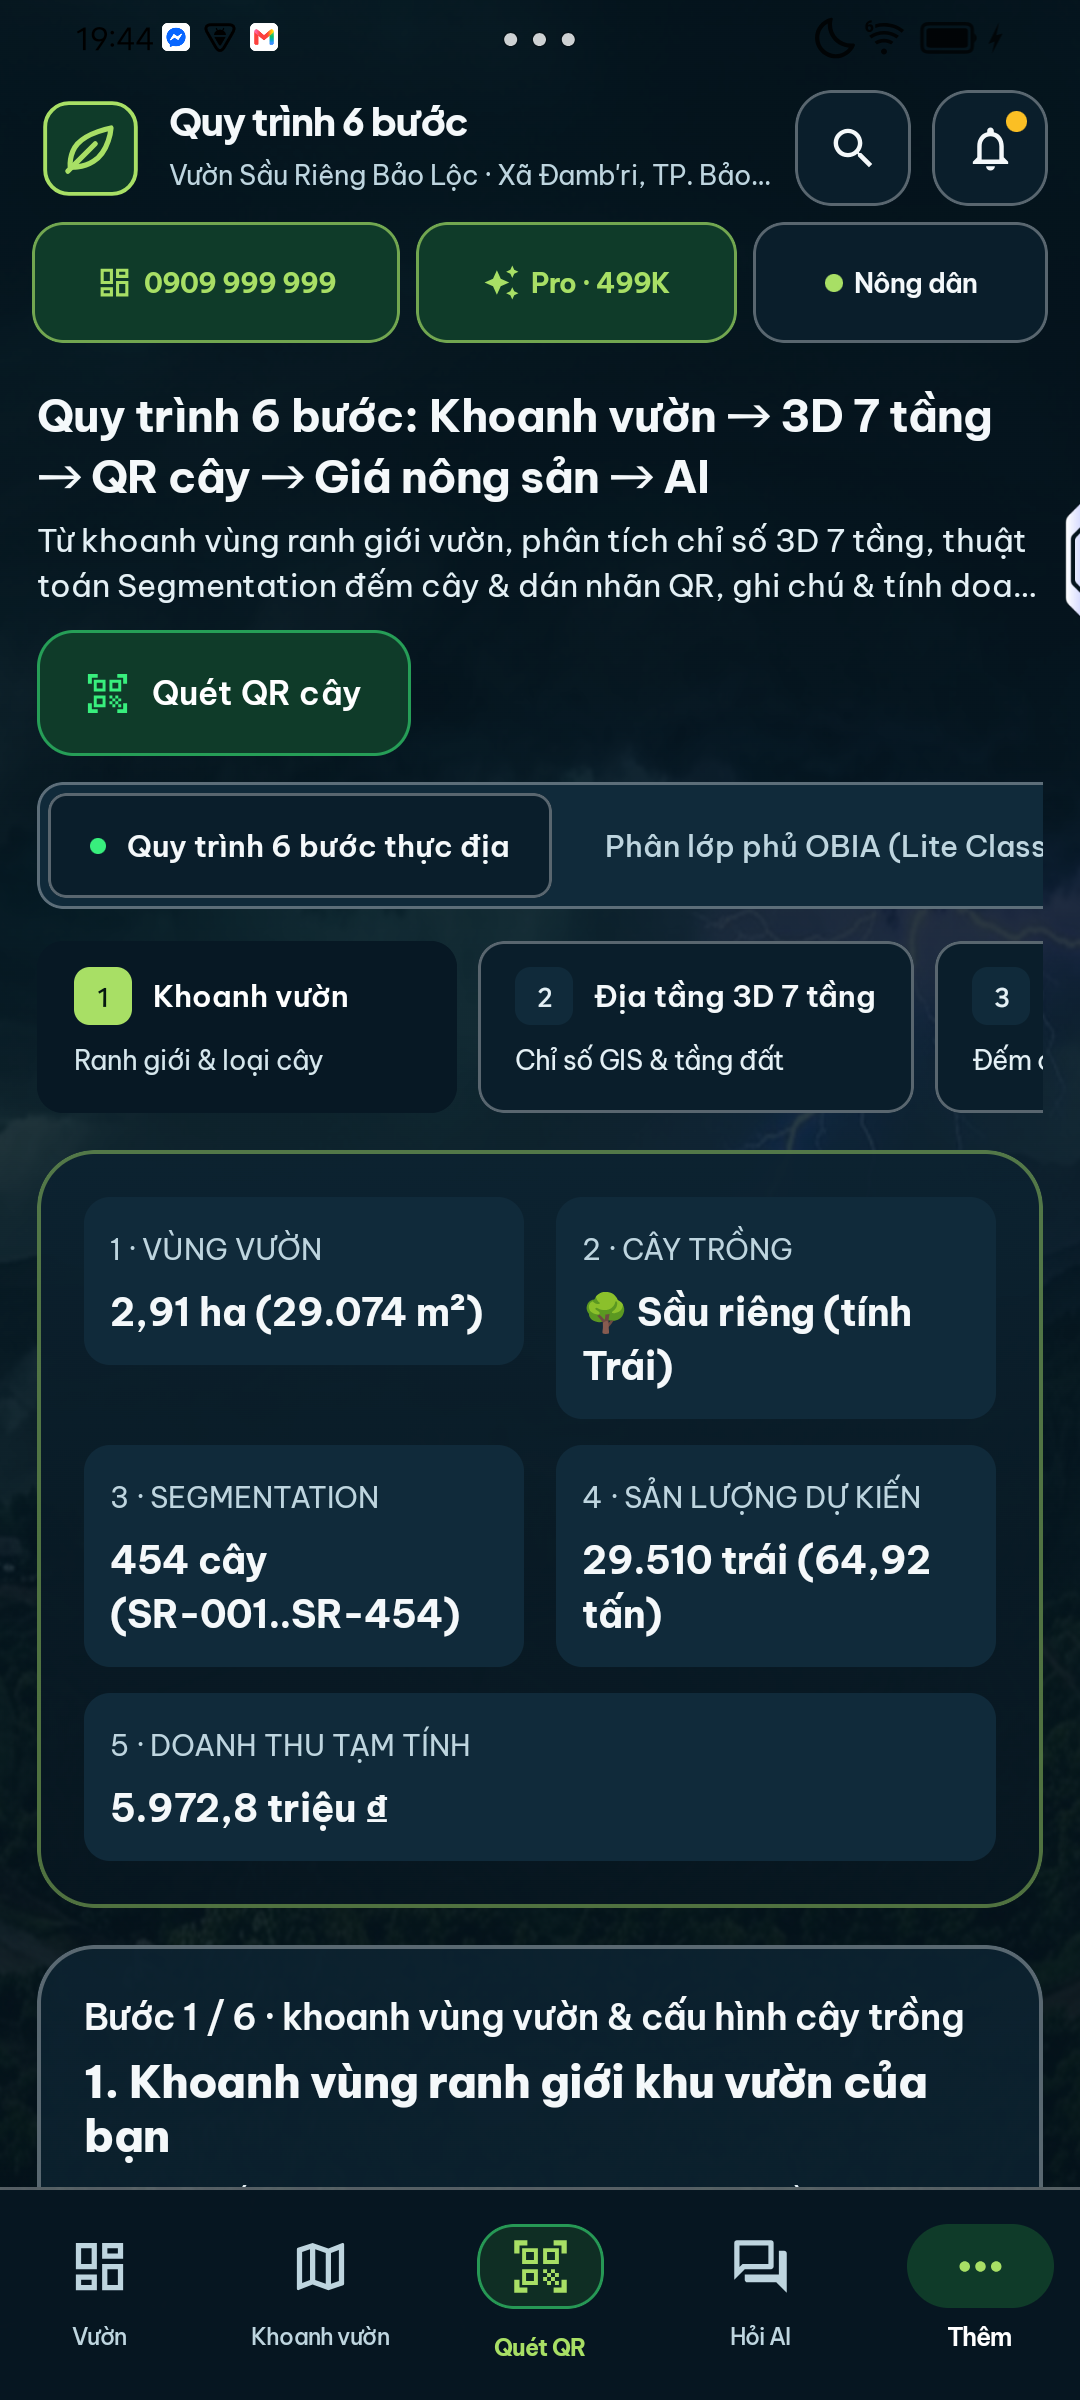 19:44
Quy trình 6 bước
Vườn Sầu Riêng Bảo Lộc · Xã Đamb'ri, TP. Bảo...
0909 999 999
Pro · 499K
Nông dân
Quy trình 6 bước: Khoanh vườn → 3D 7 tầng
→ QR cây → Giá nông sản → AI
Từ khoanh vùng ranh giới vườn, phân tích chỉ số 3D 7 tầng, thuật
toán Segmentation đếm cây & dán nhãn QR, ghi chú & tính doa...
Quét QR cây
Quy trình 6 bước thực địa
Phân lớp phủ OBIA (Lite Class
1 Khoanh vườn
Ranh giới & loại cây
2 Địa tầng 3D 7 tầng
Chỉ số GIS & tầng đất
3
Đếm
1 · VÙNG VƯỜN
2,91 ha (29.074 m²)
2 · CÂY TRỒNG
🌳 Sầu riêng (tính
Trái)
3 · SEGMENTATION
454 cây
(SR-001..SR-454)
4 · SẢN LƯỢNG DỰ KIẾN
29.510 trái (64,92
tấn)
5 · DOANH THU TẠM TÍNH
5.972,8 triệu ₫
Bước 1 / 6 · khoanh vùng vườn & cấu hình cây trồng
1. Khoanh vùng ranh giới khu vườn của
bạn
Vườn
Khoanh vườn
Quét QR
Hỏi AI
Thêm